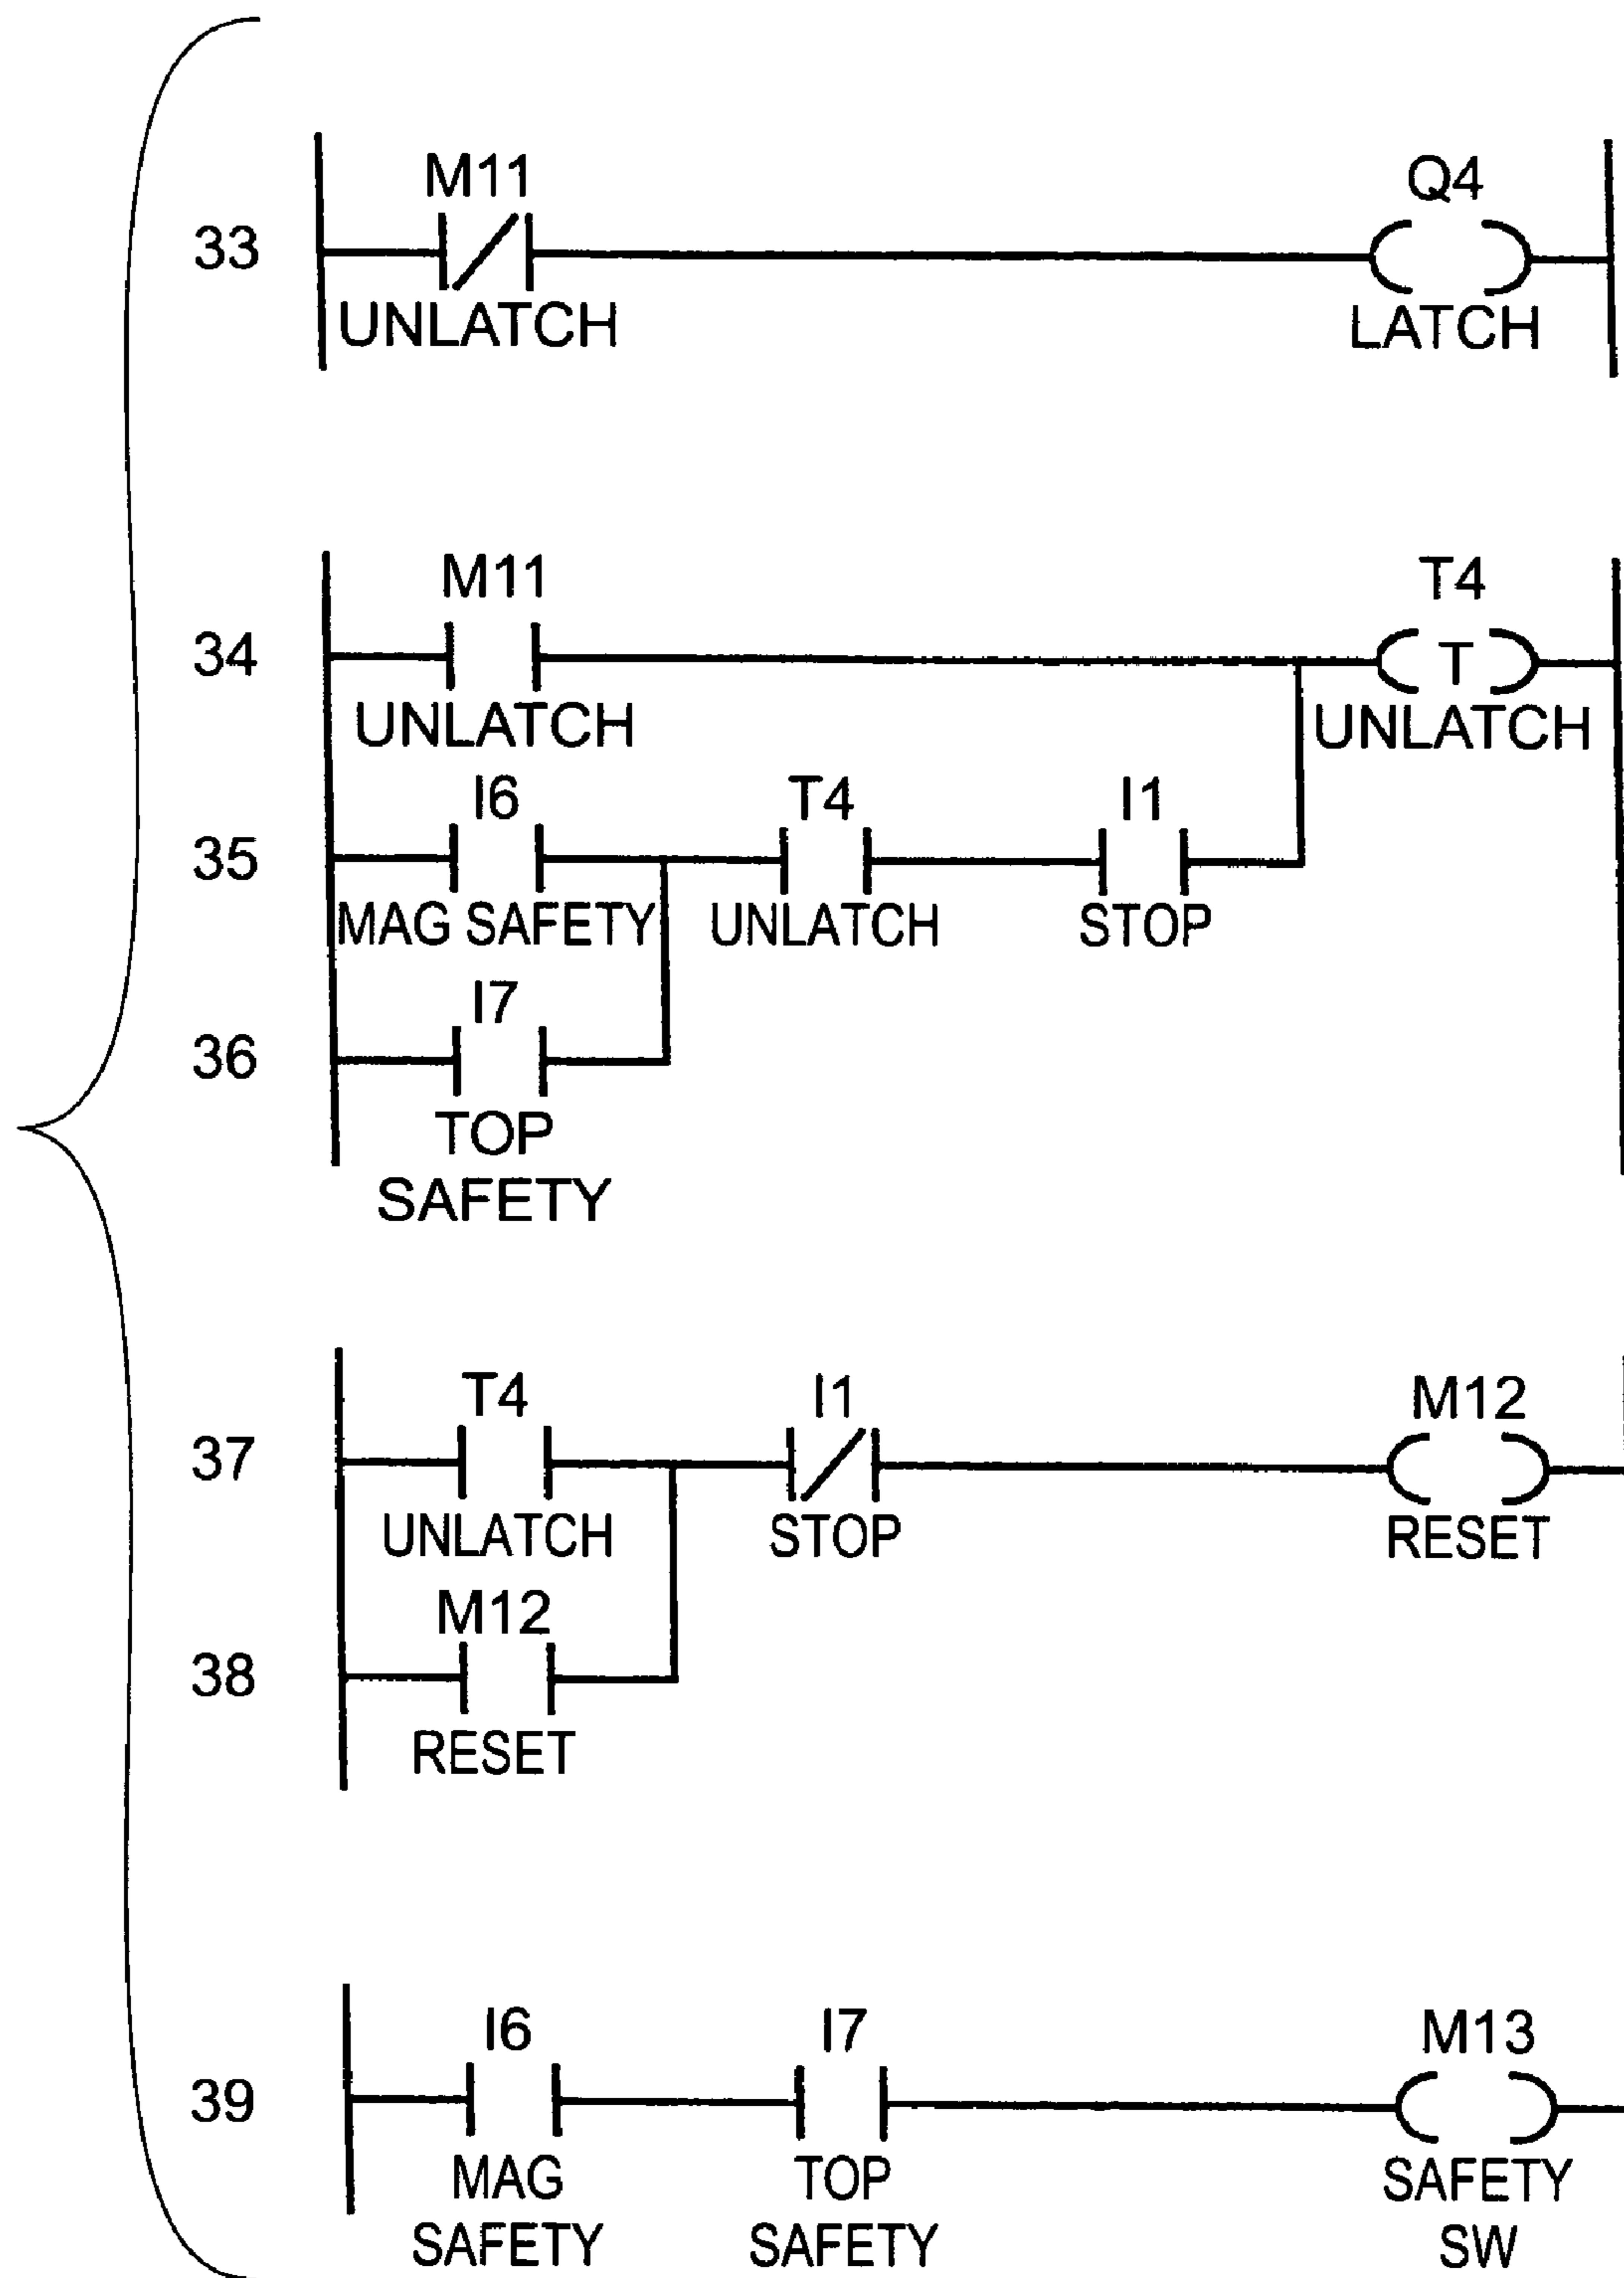 M11 Q4
33
UNLATCH LATCH
M11 T4
34 T
UNLATCH UNLATCH
I6 T4 I1
35
MAG SAFETY UNLATCH STOP
I7
36
TOP
SAFETY
T4 I1 M12
37
UNLATCH STOP RESET
M12
38
RESET
I6 I7 M13
39
MAG TOP SAFETY
SAFETY SAFETY SW